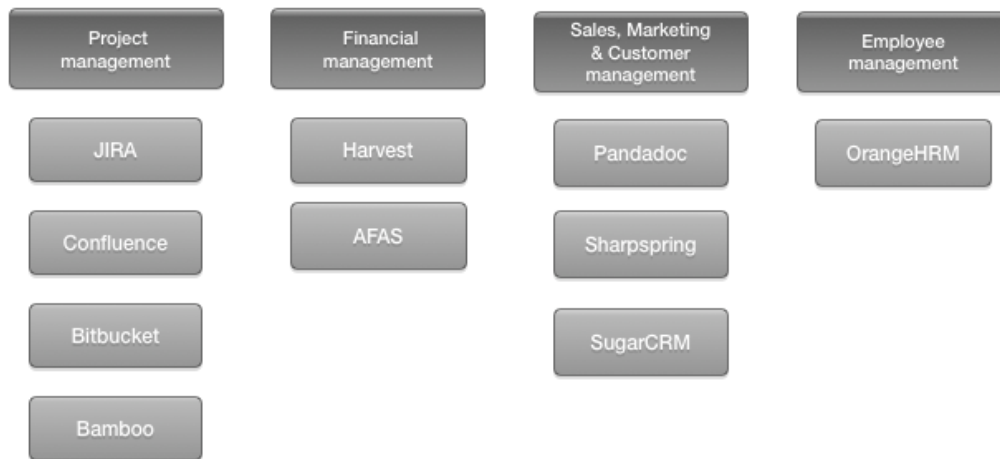 Project
management
JIRA
Confluence
Bitbucket
Bamboo
Financial
management
Harvest
AFAS
Sales, Marketing
& Customer
management
Pandadoc
Sharpspring
SugarCRM
Employee
management
OrangeHRM